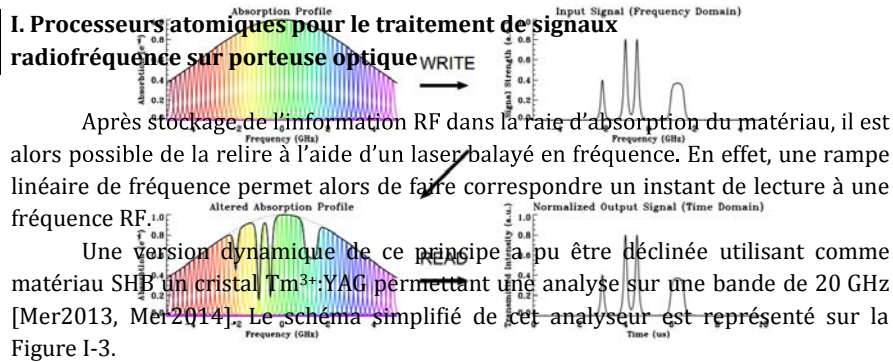 I. Processeurs atomiques pour le traitement de signaux
radiofréquence sur porteuse optique
Absorption Profile
Frequency (GHz)
WRITE
Input Signal (Frequency Domain)
Signal Strength (a.u.)
Frequency (GHz)
Après stockage de l'information RF dans la raie d'absorption du matériau, il est
alors possible de la relire à l'aide d'un laser balayé en fréquence. En effet, une rampe
linéaire de fréquence permet alors de faire correspondre un instant de lecture à une
fréquence RF.
Altered Absorption Profile
Frequency (GHz)
READ
Normalized Output Signal (Time Domain)
Transmitted Intensity (a.u.)
Time (us)
Une version dynamique de ce principe a pu être déclinée utilisant comme
matériau SHB un cristal Tm³⁺:YAG permettant une analyse sur une bande de 20 GHz
[Mer2013, Mer2014]. Le schéma simplifié de cet analyseur est représenté sur la
Figure I-3.